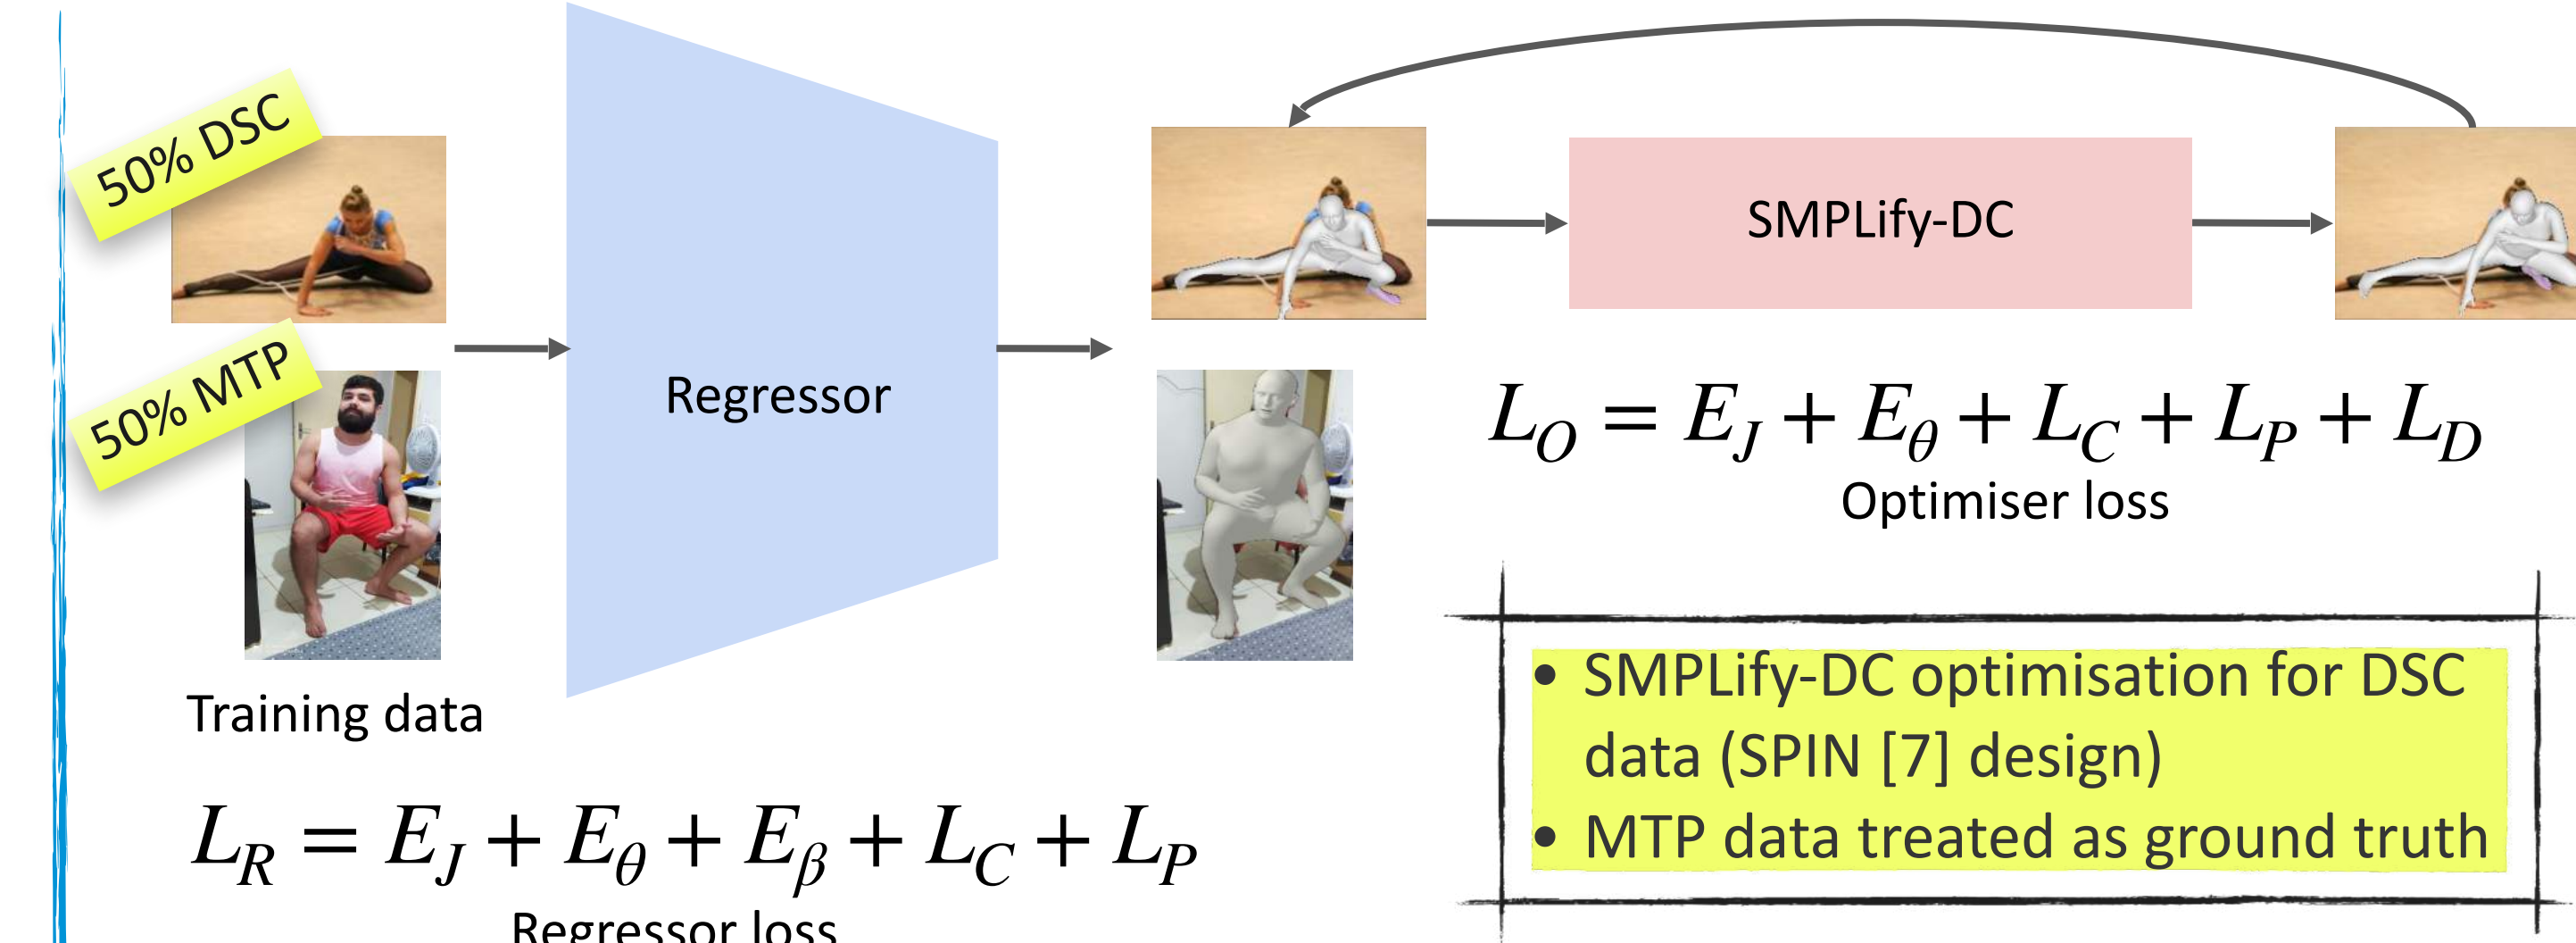 50% DSC
50% MTP
Training data
Regressor
SMPLify-DC
L_O = E_J + E_θ + L_C + L_P + L_D
Optimiser loss
L_R = E_J + E_θ + E_β + L_C + L_P
Regressor loss
• SMPLify-DC optimisation for DSC
data (SPIN [7] design)
• MTP data treated as ground truth